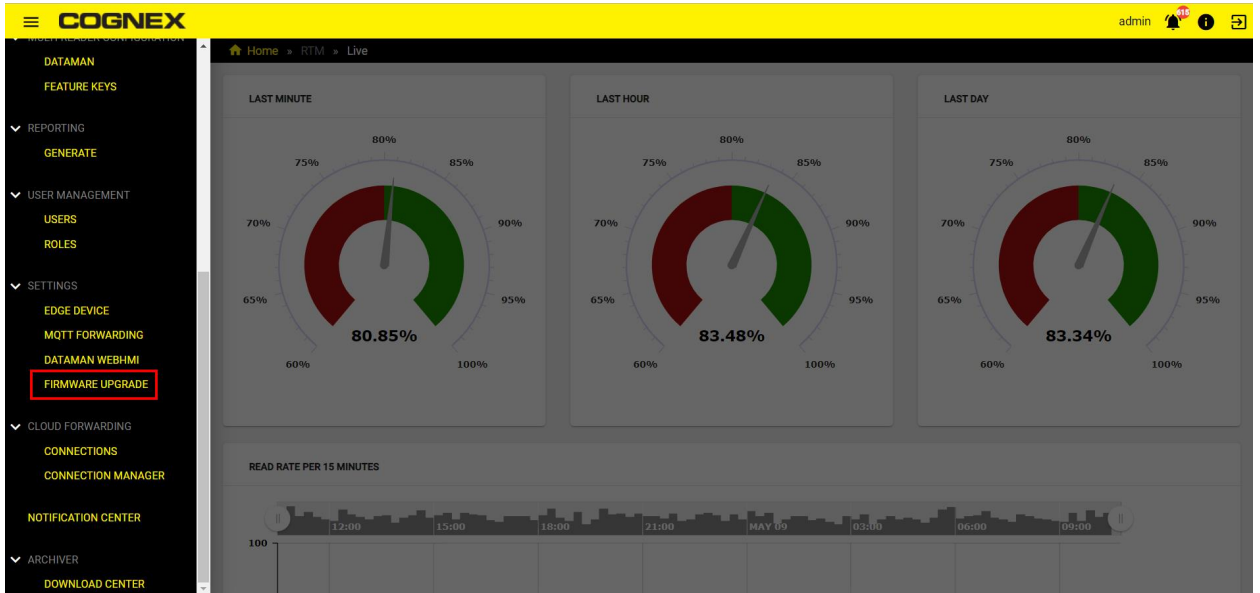 COGNEX
admin
615
MULTI READER CONFIGURATION
DATAMAN
FEATURE KEYS
REPORTING
GENERATE
USER MANAGEMENT
USERS
ROLES
SETTINGS
EDGE DEVICE
MQTT FORWARDING
DATAMAN WEBHMI
FIRMWARE UPGRADE
CLOUD FORWARDING
CONNECTIONS
CONNECTION MANAGER
NOTIFICATION CENTER
ARCHIVER
DOWNLOAD CENTER
Home » RTM » Live
LAST MINUTE
80%
75% 85%
70% 90%
65% 95%
80.85%
60% 100%
LAST HOUR
80%
75% 85%
70% 90%
65% 95%
83.48%
60% 100%
LAST DAY
80%
75% 85%
70% 90%
65% 95%
83.34%
60% 100%
READ RATE PER 15 MINUTES
12:00 15:00 18:00 21:00 MAY 09 03:00 06:00 09:00
100